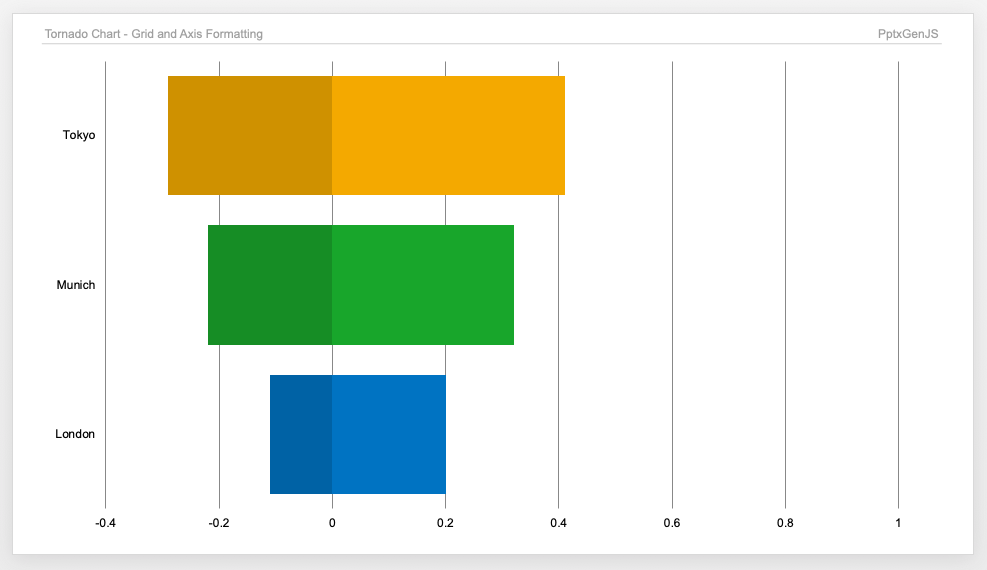 Tornado Chart - Grid and Axis Formatting PptxGenJS
Tokyo
Munich
London
-0.4 -0.2 0 0.2 0.4 0.6 0.8 1